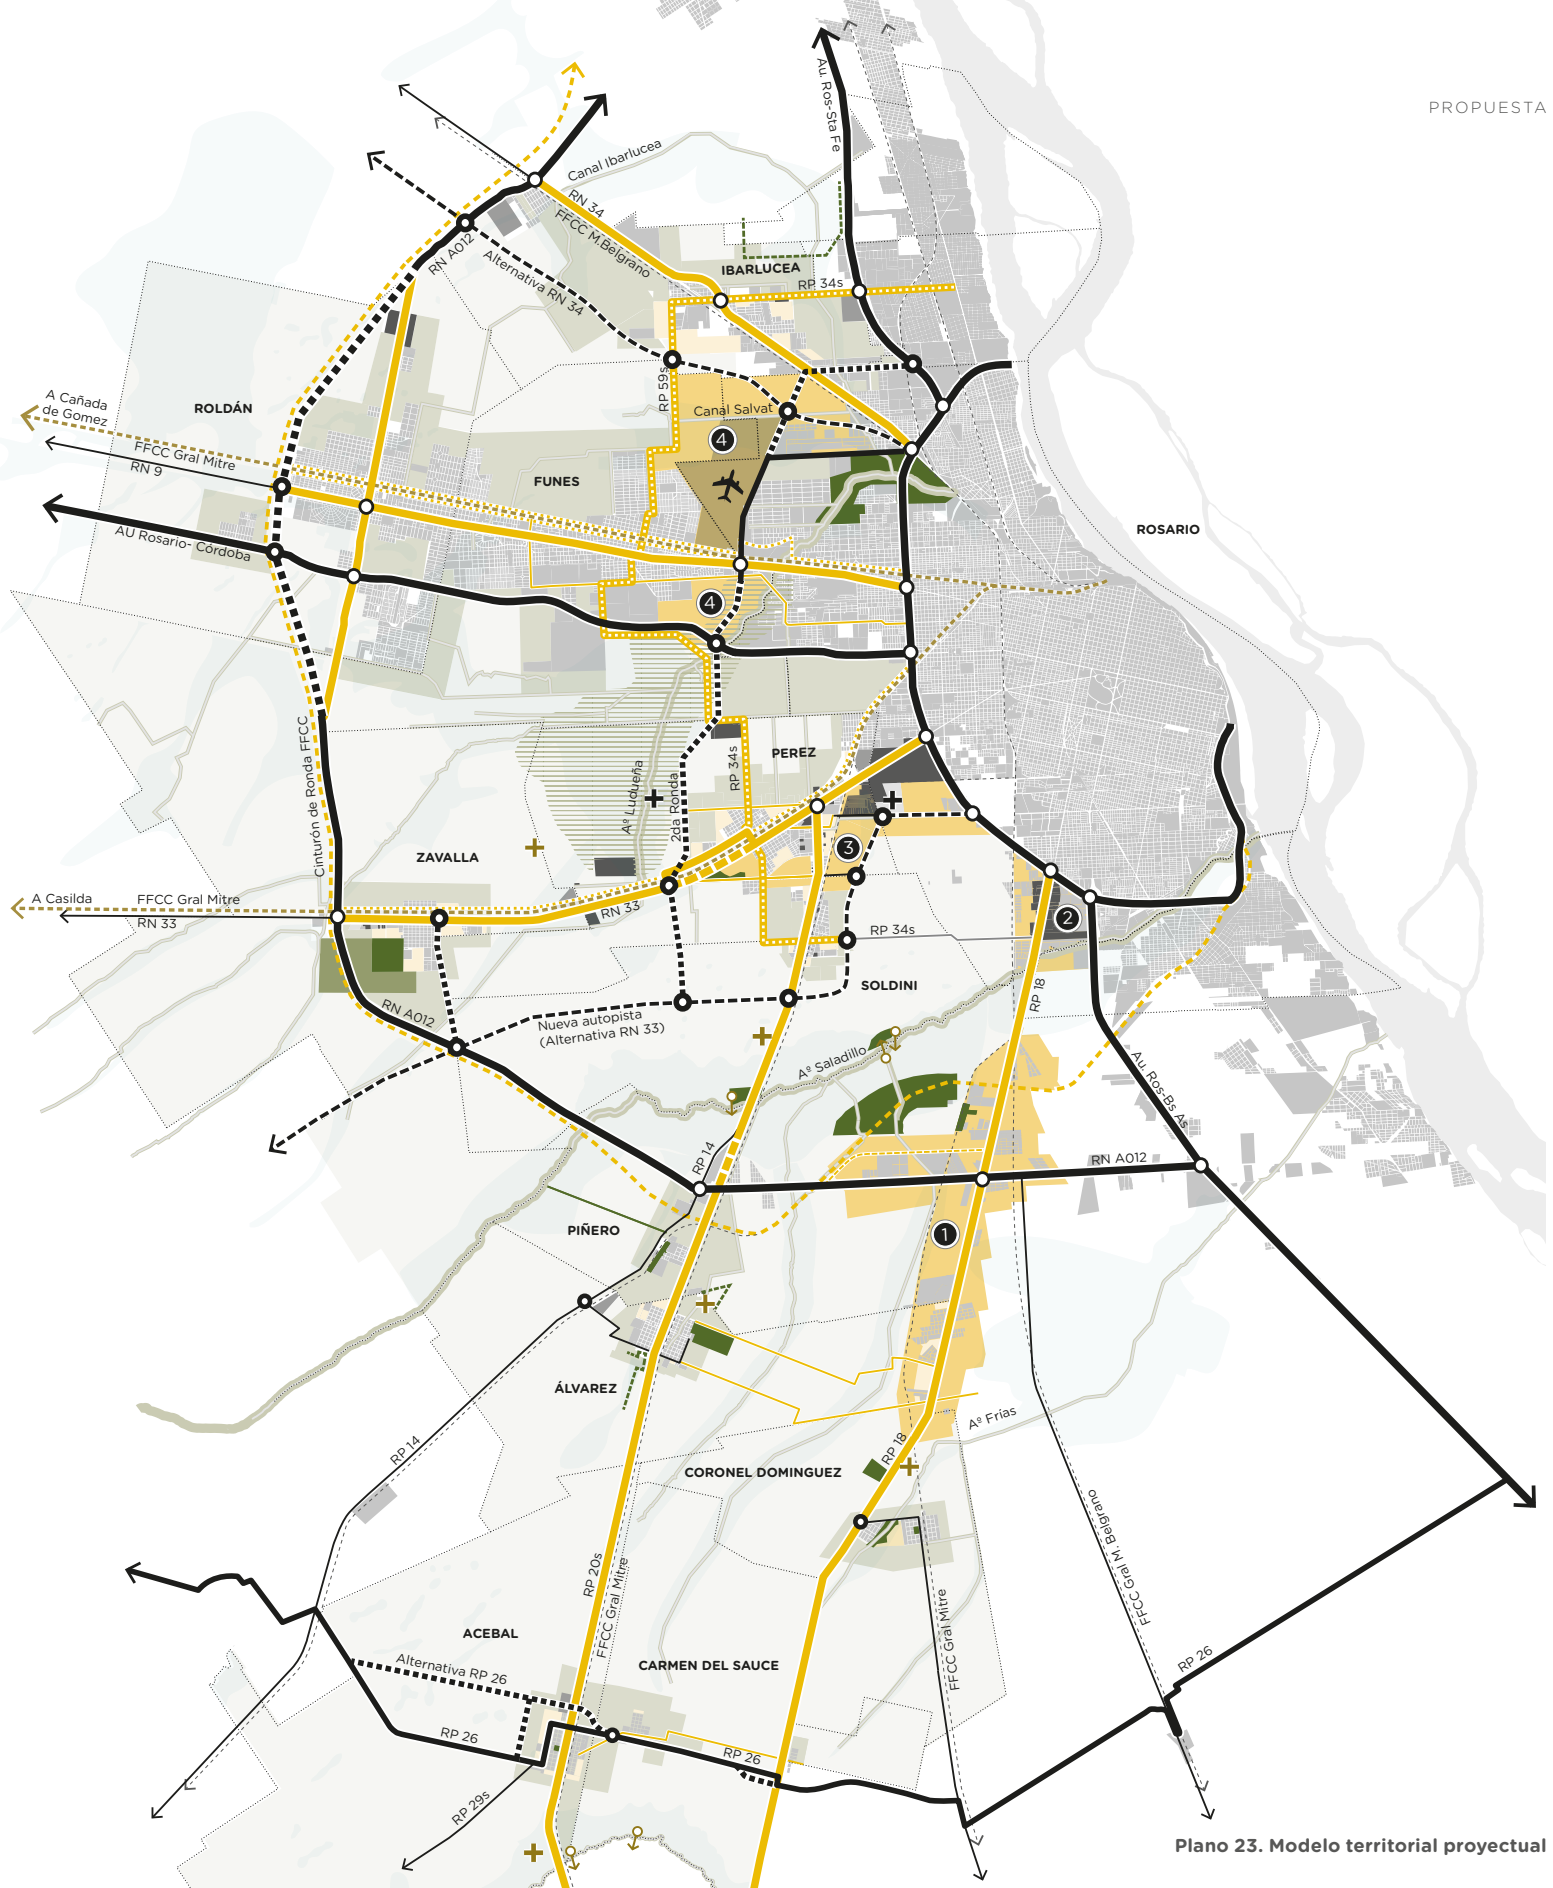 Au. Ros-Sta Fe
PROPUESTA
Canal Ibarlucea
RN 34
FFCC M.Belgrano
RN A012
Alternativa RN 34
IBARLUCEA
RP 34s
RP 59s
A Cañada
de Gomez
ROLDÁN
Canal Salvat
4
FFCC Gral Mitre
RN 9
FUNES
ROSARIO
AU Rosario- Córdoba
4
Cinturón de Ronda FFCC
PEREZ
RP 34s
Aº Ludueña
2da Ronda
3
ZAVALLA
A Casilda
FFCC Gral Mitre
RN 33
RN 33
2
RP 34s
SOLDINI
RP 18
RN A012
Nueva autopista
(Alternativa RN 33)
Aº Saladillo
Au. Ros-Bs As
RP 14
RN A012
PIÑERO
1
ÁLVAREZ
Aº Frías
RP 14
RP 18
CORONEL DOMINGUEZ
FFCC Gral M. Belgrano
RP 20s
FFCC Gral Mitre
FFCC Gral Mitre
ACEBAL
CARMEN DEL SAUCE
Alternativa RP 26
RP 26
RP 26
RP 26
RP 29s
Plano 23. Modelo territorial proyectual